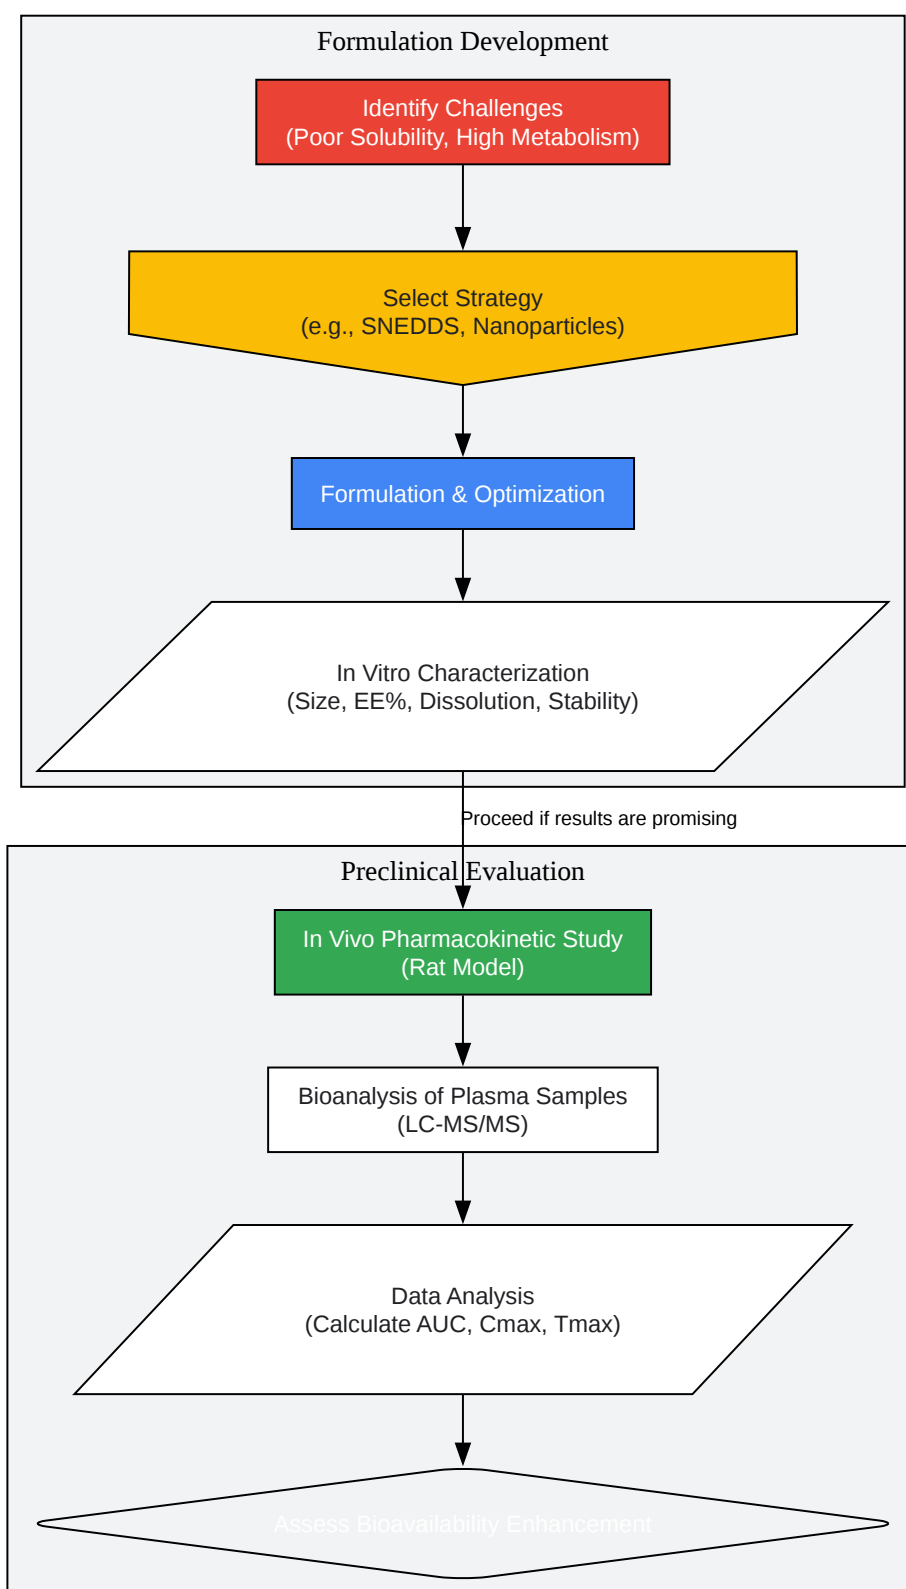 Formulation Development
Identify Challenges
(Poor Solubility, High Metabolism)
Select Strategy
(e.g., SNEDDS, Nanoparticles)
Formulation & Optimization
In Vitro Characterization
(Size, EE%, Dissolution, Stability)
Proceed if results are promising
Preclinical Evaluation
In Vivo Pharmacokinetic Study
(Rat Model)
Bioanalysis of Plasma Samples
(LC-MS/MS)
Data Analysis
(Calculate AUC, Cmax, Tmax)
Assess Bioavailability Enhancement